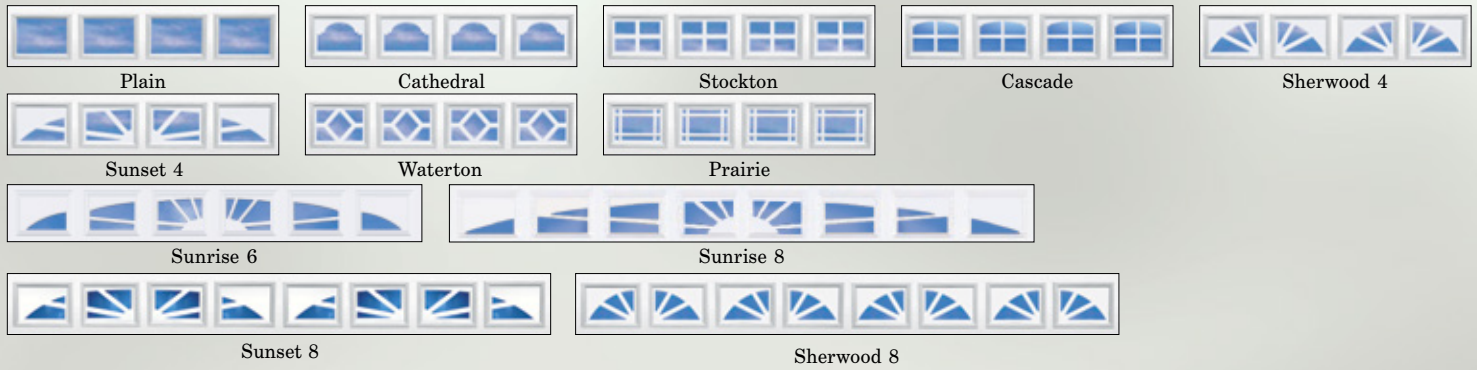 Plain
Cathedral
Stockton
Cascade
Sherwood 4
Sunset 4
Waterton
Prairie
Sunrise 6
Sunrise 8
Sunset 8
Sherwood 8